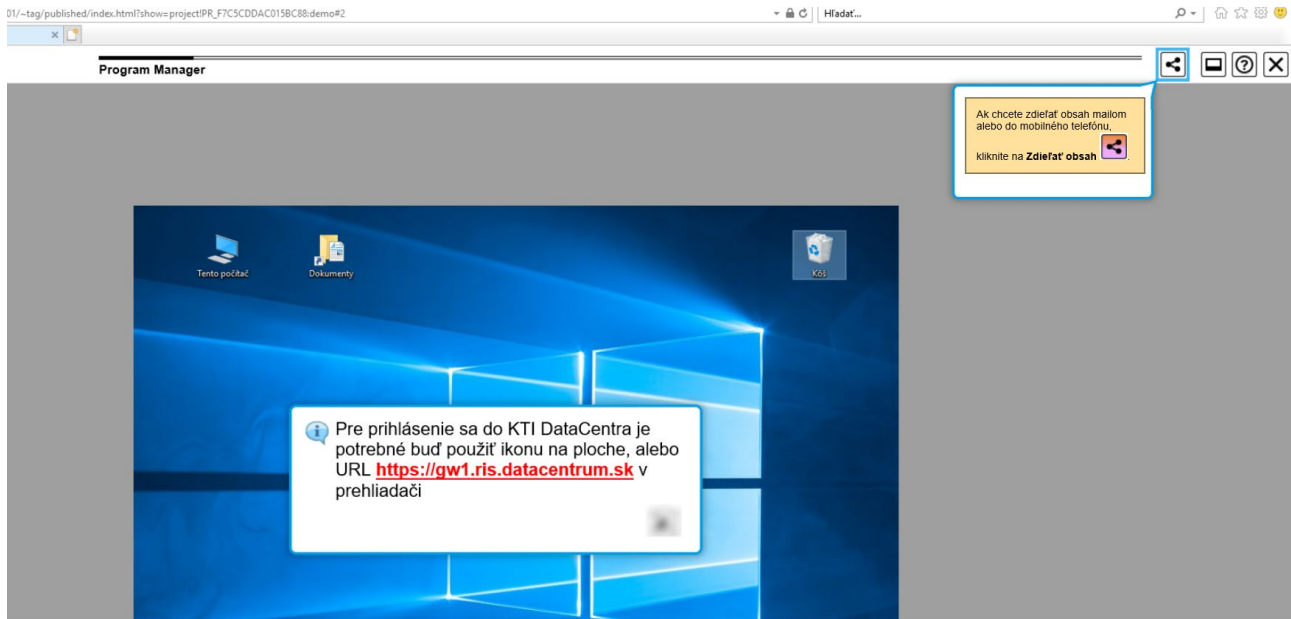 01/~tag/published/index.html?show=project!PR_F7C5CDDAC015BC88:demo#2
Hľadať...
Program Manager
Ak chcete zdieľať obsah mailom
alebo do mobilného telefónu,
kliknite na Zdieľať obsah .
Tento počítač
Dokumenty
Kôš
Pre prihlásenie sa do KTI DataCentra je
potrebné buď použiť ikonu na ploche, alebo
URL https://gw1.ris.datacentrum.sk v
prehliadači